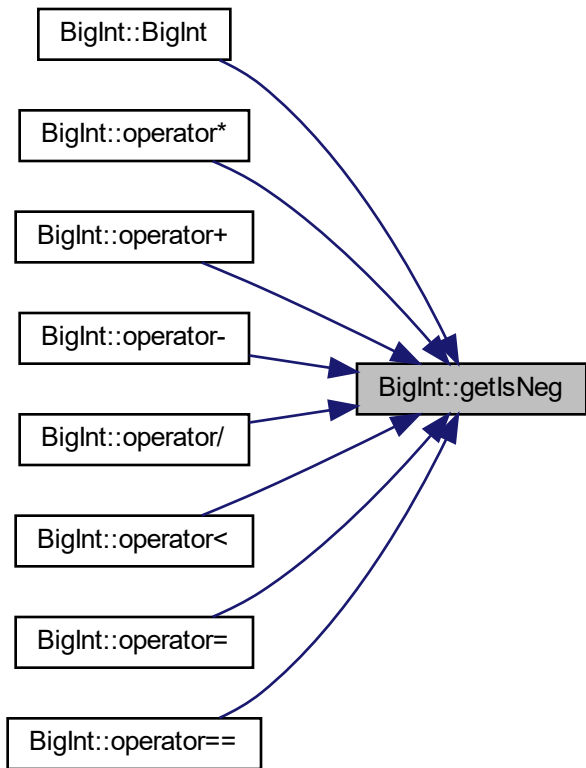 BigInt::BigInt
BigInt::operator*
BigInt::operator+
BigInt::operator-
BigInt::getIsNeg
BigInt::operator/
BigInt::operator<
BigInt::operator=
BigInt::operator==